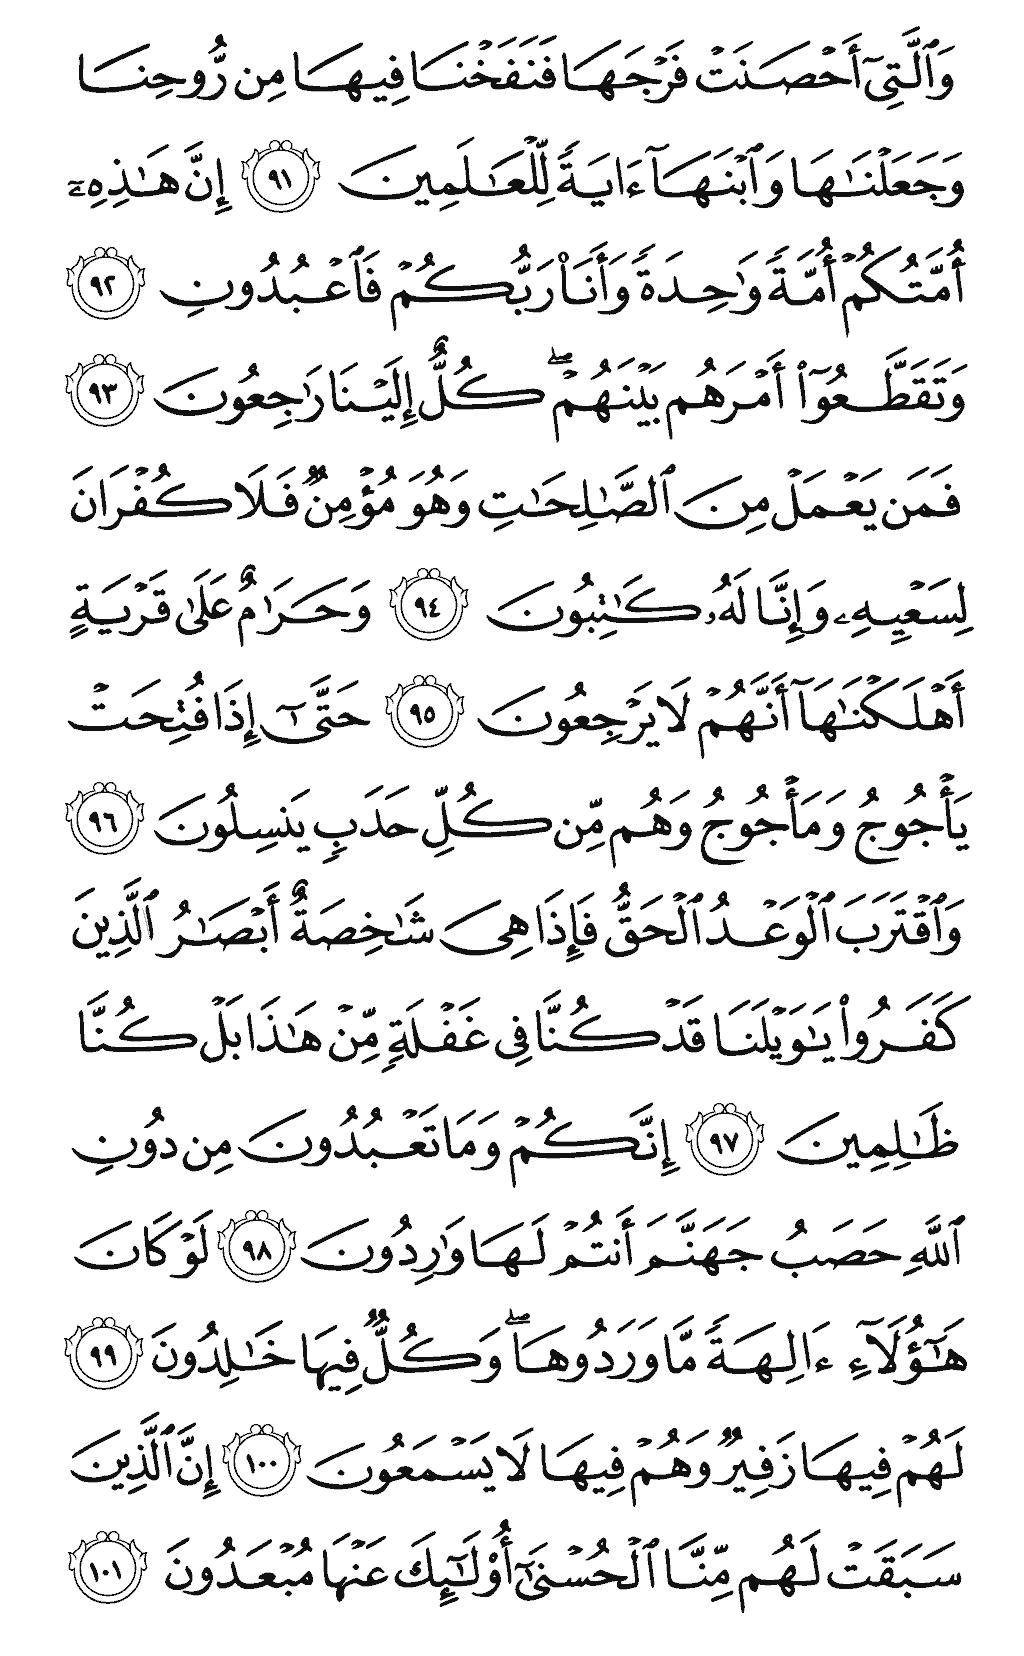 وَٱلَّتِىٓ أَحْصَنَتْ فَرْجَهَا فَنَفَخْنَا فِيهَا مِن رُّوحِنَا
وَجَعَلْنَـٰهَا وَٱبْنَهَآ ءَايَةً لِّلْعَـٰلَمِينَ ٩١ إِنَّ هَـٰذِهِۦٓ
أُمَّتُكُمْ أُمَّةً وَٰحِدَةً وَأَنَا۠ رَبُّكُمْ فَٱعْبُدُونِ ٩٢
وَتَقَطَّعُوٓا۟ أَمْرَهُم بَيْنَهُمْ ۖ كُلٌّ إِلَيْنَا رَٰجِعُونَ ٩٣
فَمَن يَعْمَلْ مِنَ ٱلصَّـٰلِحَـٰتِ وَهُوَ مُؤْمِنٌ فَلَا كُفْرَانَ
لِسَعْيِهِۦ وَإِنَّا لَهُۥ كَـٰتِبُونَ ٩٤ وَحَرَٰمٌ عَلَىٰ قَرْيَةٍ
أَهْلَكْنَـٰهَآ أَنَّهُمْ لَا يَرْجِعُونَ ٩٥ حَتَّىٰٓ إِذَا فُتِحَتْ
يَأْجُوجُ وَمَأْجُوجُ وَهُم مِّن كُلِّ حَدَبٍ يَنسِلُونَ ٩٦
وَٱقْتَرَبَ ٱلْوَعْدُ ٱلْحَقُّ فَإِذَا هِىَ شَـٰخِصَةٌ أَبْصَـٰرُ ٱلَّذِينَ
كَفَرُوا۟ يَـٰوَيْلَنَا قَدْ كُنَّا فِى غَفْلَةٍ مِّنْ هَـٰذَا بَلْ كُنَّا
ظَـٰلِمِينَ ٩٧ إِنَّكُمْ وَمَا تَعْبُدُونَ مِن دُونِ
ٱللَّهِ حَصَبُ جَهَنَّمَ أَنتُمْ لَهَا وَٰرِدُونَ ٩٨ لَوْ كَانَ
هَـٰٓؤُلَآءِ ءَالِهَةً مَّا وَرَدُوهَا ۖ وَكُلٌّ فِيهَا خَـٰلِدُونَ ٩٩
لَهُمْ فِيهَا زَفِيرٌ وَهُمْ فِيهَا لَا يَسْمَعُونَ ١٠٠ إِنَّ ٱلَّذِينَ
سَبَقَتْ لَهُم مِّنَّا ٱلْحُسْنَىٰٓ أُو۟لَـٰٓئِكَ عَنْهَا مُبْعَدُونَ ١٠١